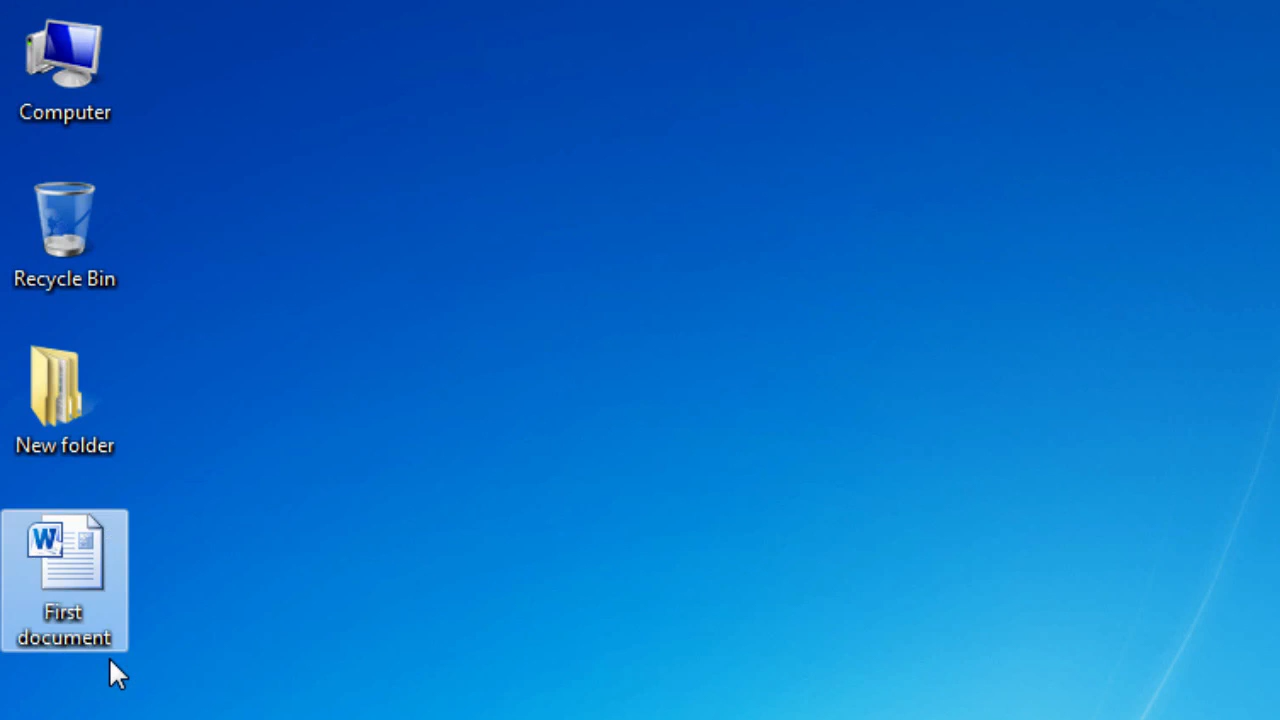 Computer
Recycle Bin
New folder
W
First
document